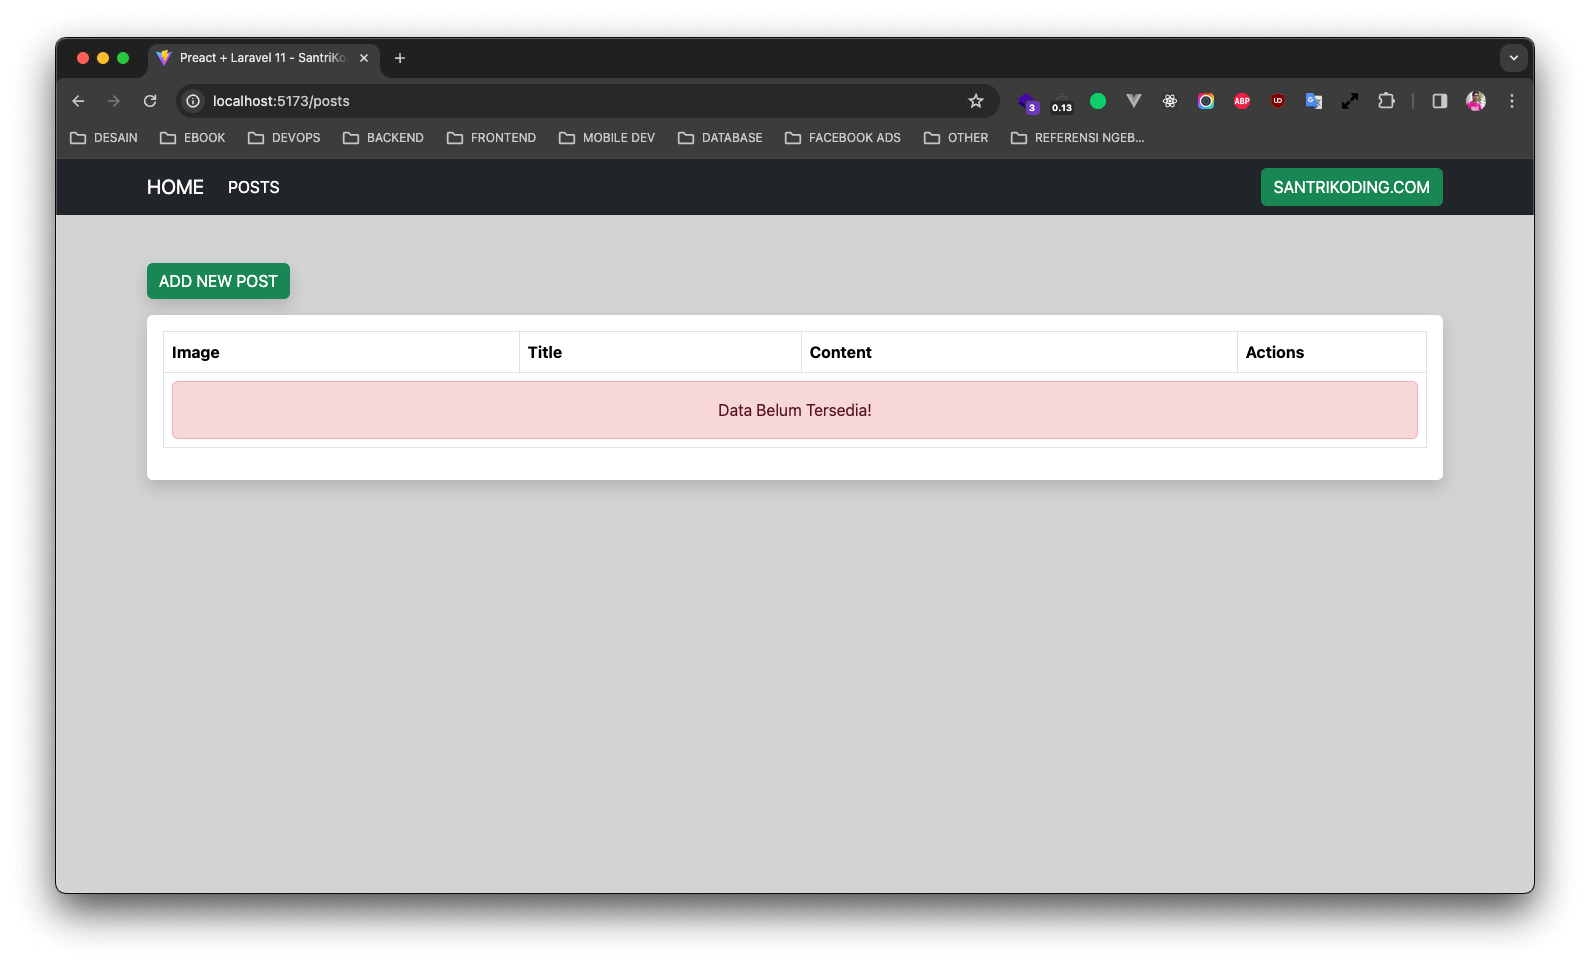 Preact + Laravel 11 - SantriKo
localhost:5173/posts
3
0.13
ABP
DESAIN
EBOOK
DEVOPS
BACKEND
FRONTEND
MOBILE DEV
DATABASE
FACEBOOK ADS
OTHER
REFERENSI NGEB...
HOME
POSTS
SANTRIKODING.COM
ADD NEW POST
Image
Title
Content
Actions
Data Belum Tersedia!